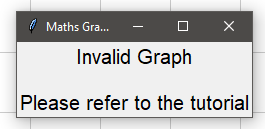 Maths Gra...
Invalid Graph
Please refer to the tutorial